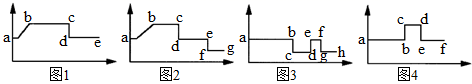 a b c d e
a b c d e f g
a b c d e f g h
a b c d e f
图1 图2 图3 图4